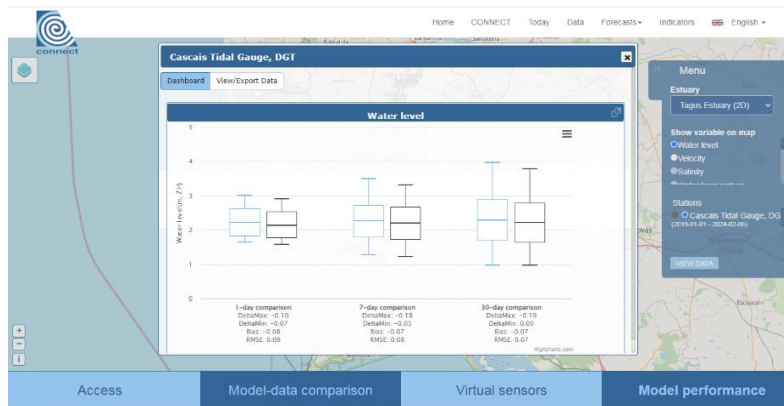 Home CONNECT Today Data Forecasts Indicators English
connect
Cascais Tidal Gauge, DGT
Dashboard View/Export Data
Water level
Water level(m, ZH)
5
4
3
2
1
0
1-day comparison
DeltaMax: -0.10
DeltaMin: -0.07
Bias: -0.08
RMSE: 0.09
7-day comparison
DeltaMax: -0.18
DeltaMin: -0.05
Bias: -0.07
RMSE: 0.08
30-day comparison
DeltaMax: -0.19
DeltaMin: 0.00
Bias: -0.07
RMSE: 0.07
Highcharts.com
Menu
Estuary
Tagus Estuary (2D)
Show variable on map
Water level
Velocity
Salinity
Stations
Cascais Tidal Gauge, DG
(2019-01-01 - 2024-02-06)
VIEW DATA
+
−
i
Access Model-data comparison Virtual sensors Model performance